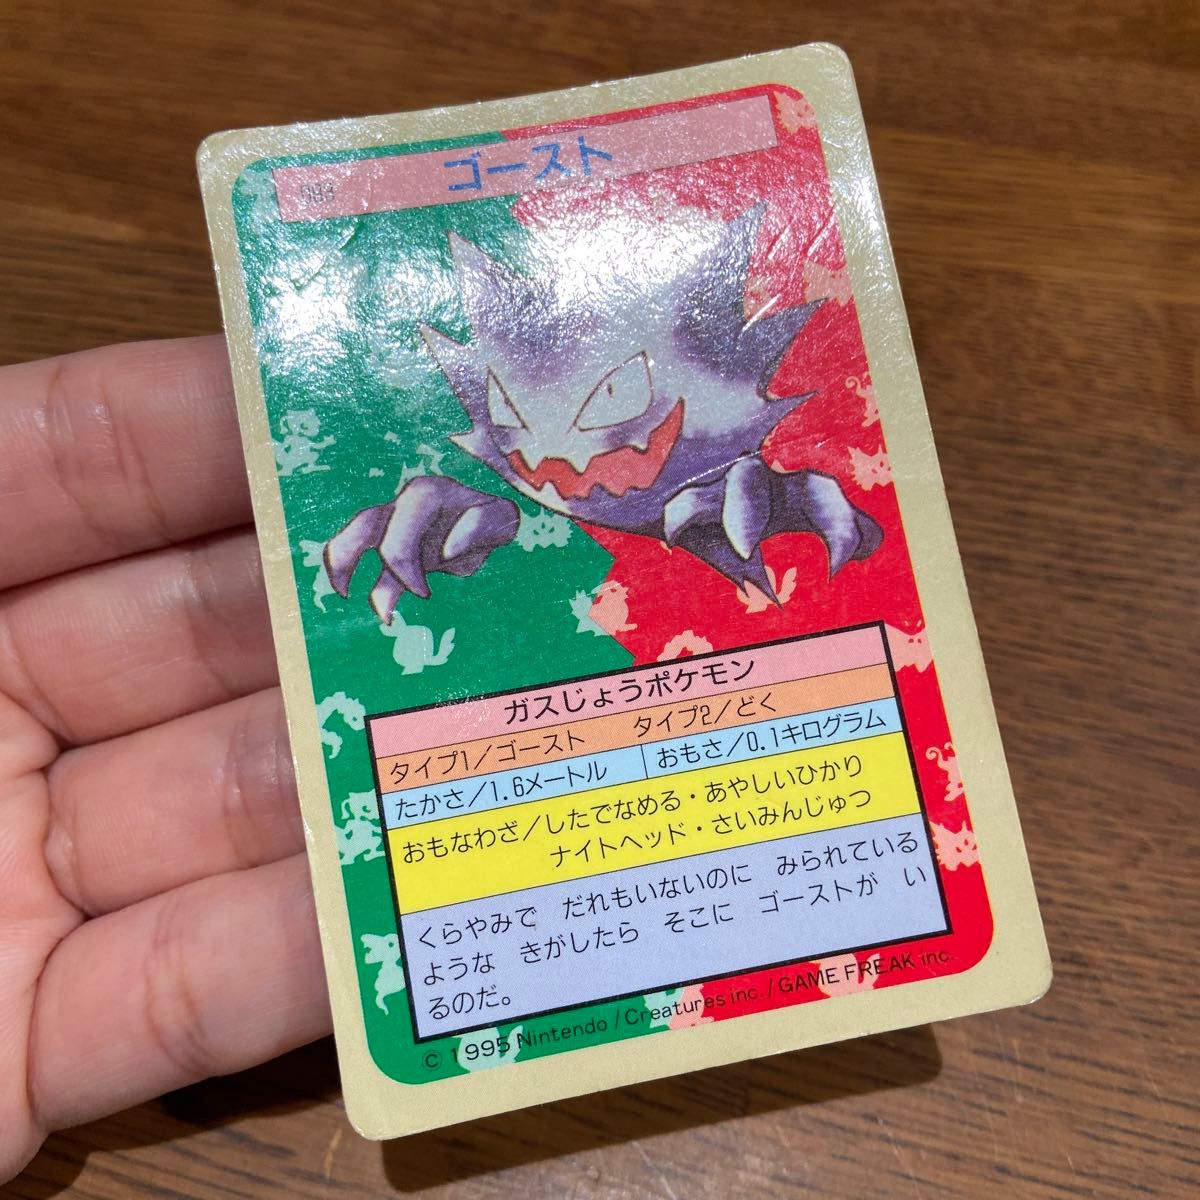 093
ゴースト
ガスじょうポケモン
タイプ1/ゴースト タイプ2/どく
たかさ/1.6メートル おもさ/0.1キログラム
おもなわざ/したでなめる・あやしいひかり
ナイトヘッド・さいみんじゅつ
くらやみで だれもいないのに みられている
ような きがしたら そこに ゴーストが い
るのだ。
© 1995 Nintendo / Creatures inc. / GAME FREAK inc.